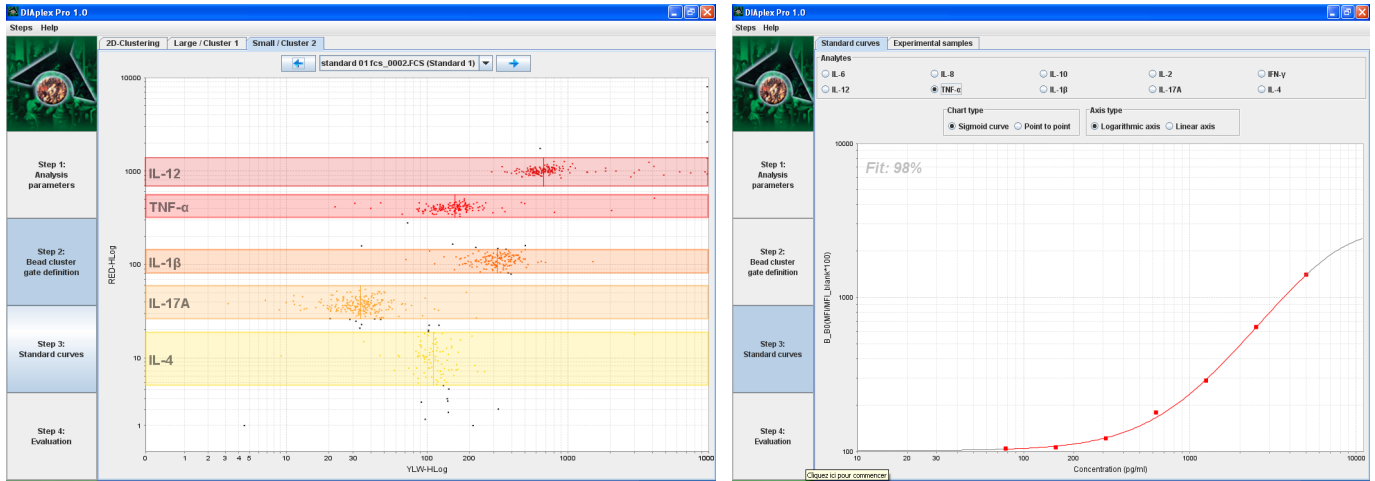 DIAplex Pro 1.0
Steps Help
2D-Clustering Large / Cluster 1 Small / Cluster 2
standard 01 fcs_0002.FCS (Standard 1)
Step 1:
Analysis
parameters
Step 2:
Bead cluster
gate definition
Step 3:
Standard curves
Step 4:
Evaluation
RED-HLog
10000
1000
100
10
1
IL-12
TNF-α
IL-1β
IL-17A
IL-4
0 1 2 3 4 5 10 20 30 100 200 1000 1000
YLW-HLog
DIAplex Pro 1.0
Steps Help
Standard curves Experimental samples
Analytes
IL-6 IL-8 IL-10 IL-2 IFN-γ
IL-12 TNF-α IL-1β IL-17A IL-4
Chart type Axis type
Sigmoid curve Point to point Logarithmic axis Linear axis
Step 1:
Analysis
parameters
Step 2:
Bead cluster
gate definition
Step 3:
Standard curves
Step 4:
Evaluation
Fit: 98%
B_B0(MFI/MFI_blank*100)
10000
1000
100
10 20 30 100 200 1000 10000
Concentration (pg/ml)
Cliquez ici pour commencer